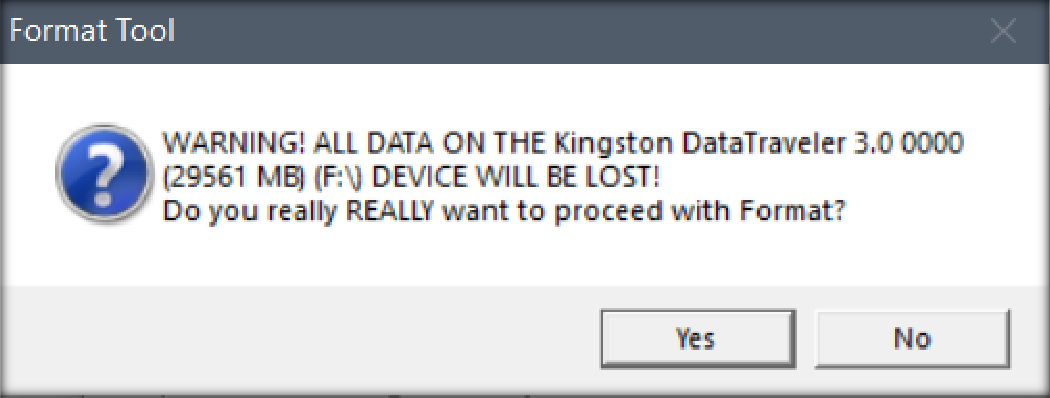 Format Tool
WARNING! ALL DATA ON THE Kingston DataTraveler 3.0 0000
(29561 MB) (F:\) DEVICE WILL BE LOST!
Do you really REALLY want to proceed with Format?
Yes No